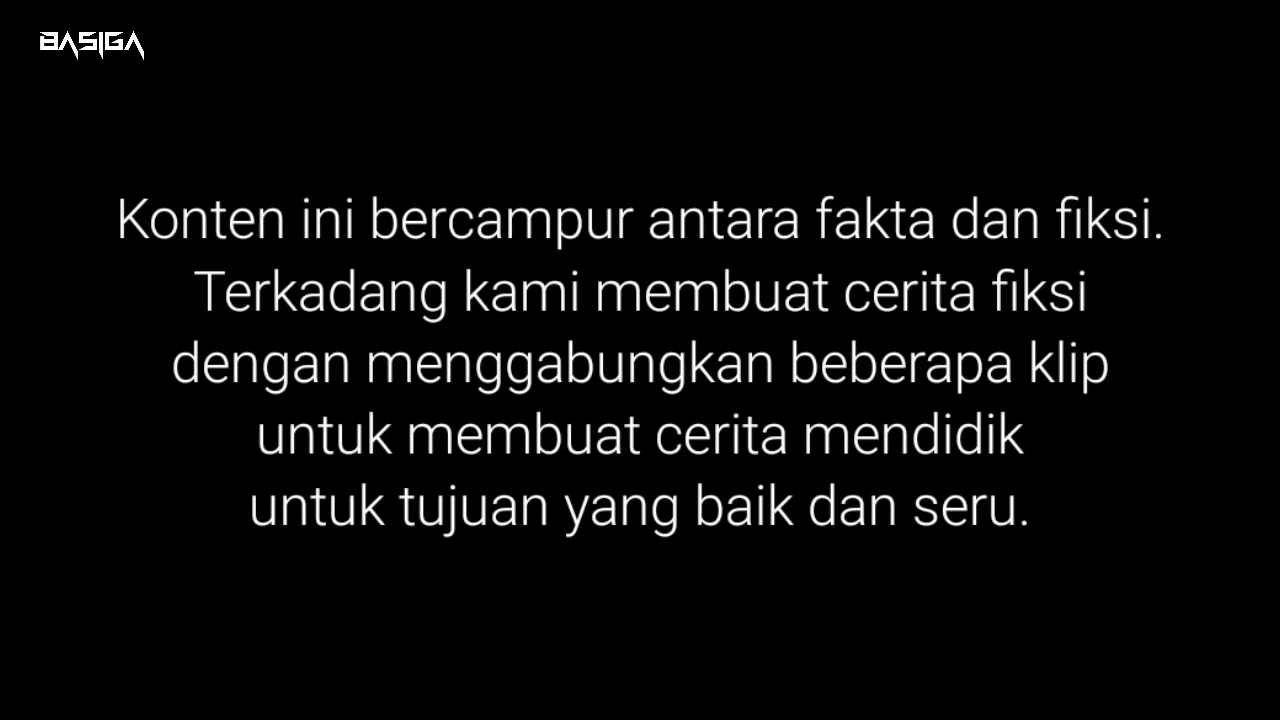 BASIGA
Konten ini bercampur antara fakta dan fiksi.
Terkadang kami membuat cerita fiksi
dengan menggabungkan beberapa klip
untuk membuat cerita mendidik
untuk tujuan yang baik dan seru.